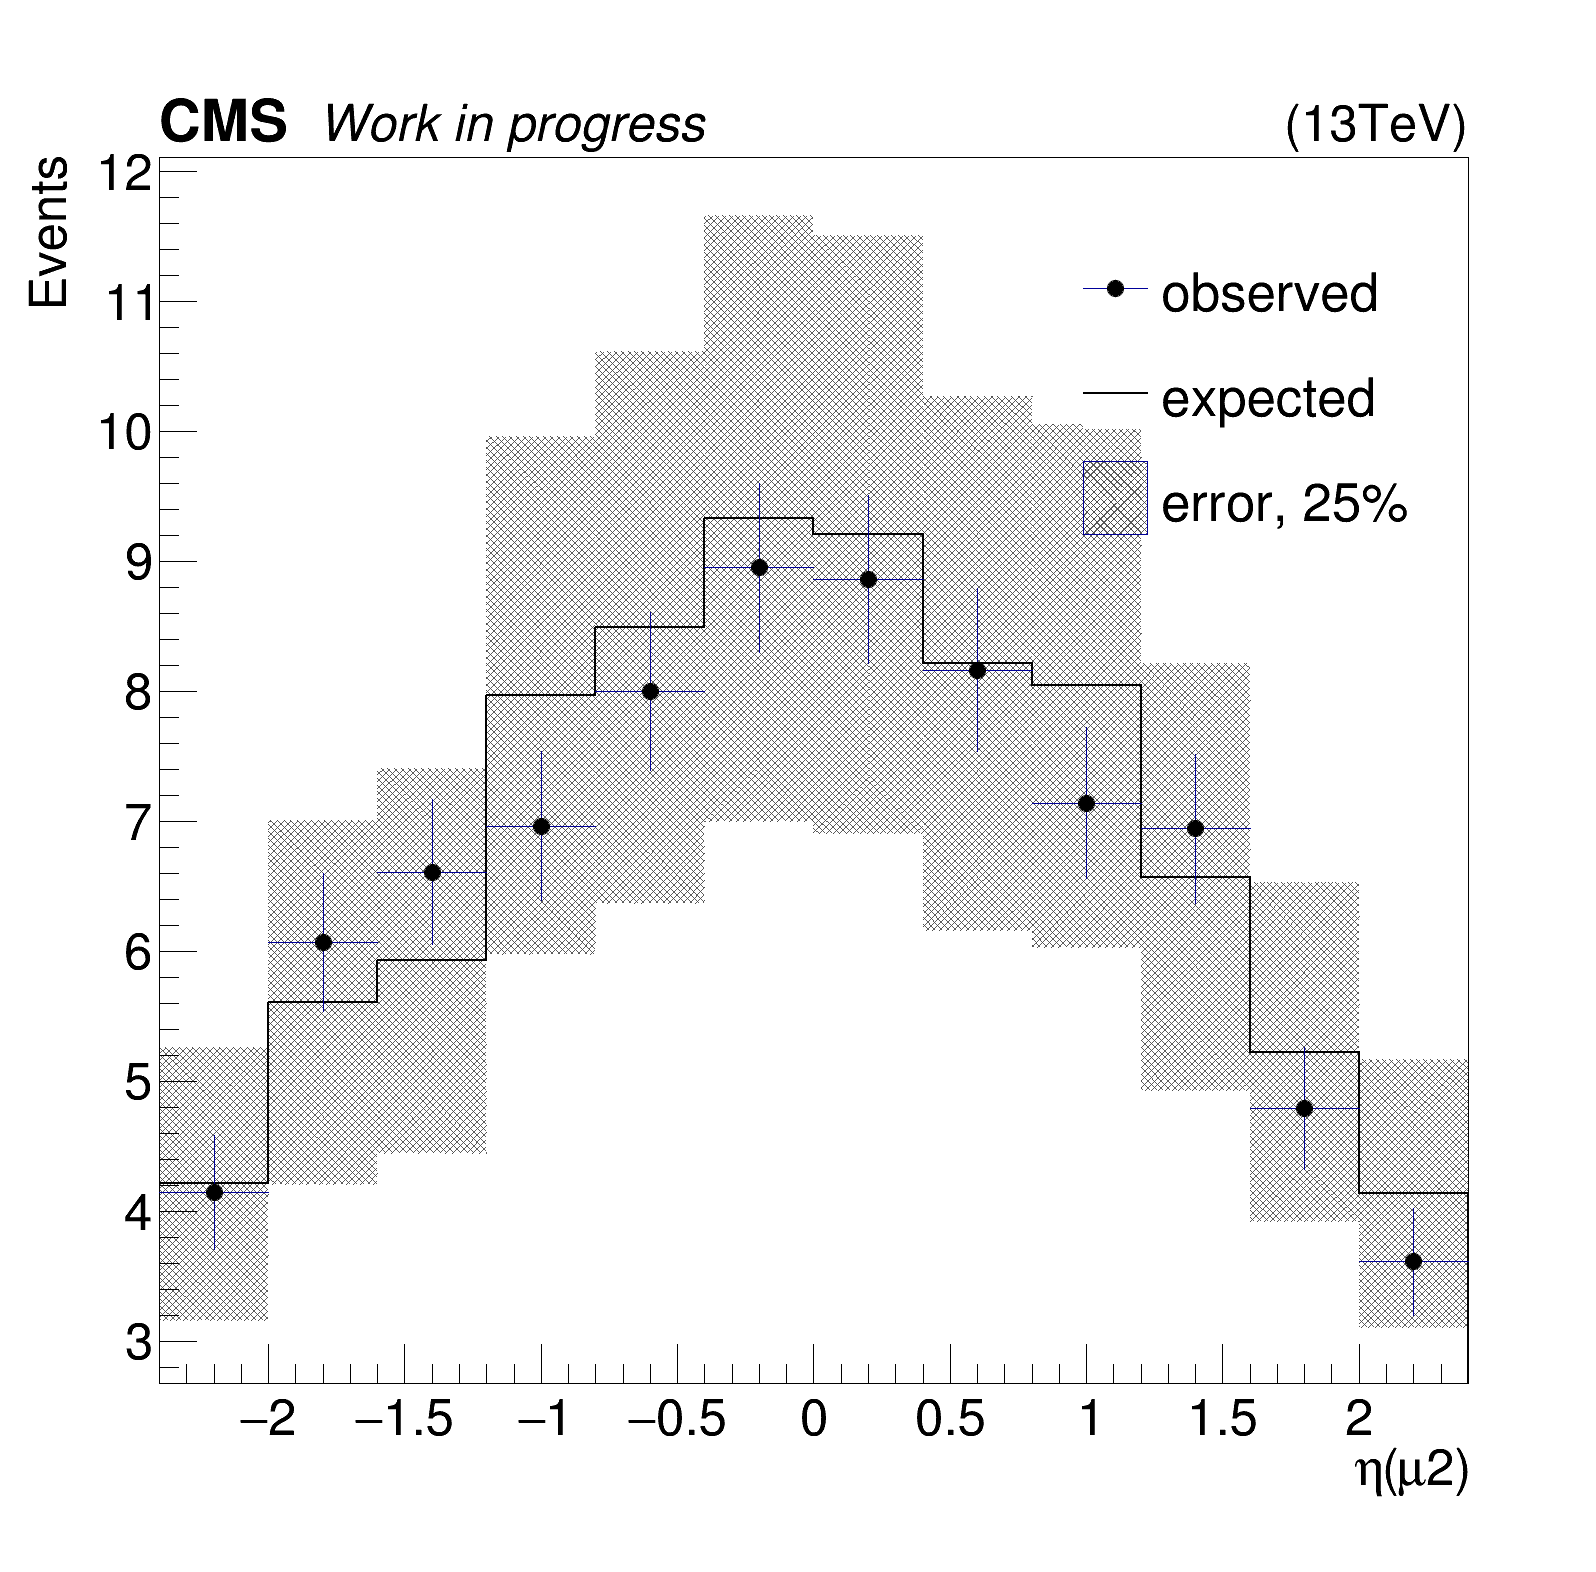 CMS Work in progress (13TeV)
Events
12
11
10
9
8
7
6
5
4
3
observed
expected
error, 25%
−2 −1.5 −1 −0.5 0 0.5 1 1.5 2
η(μ2)